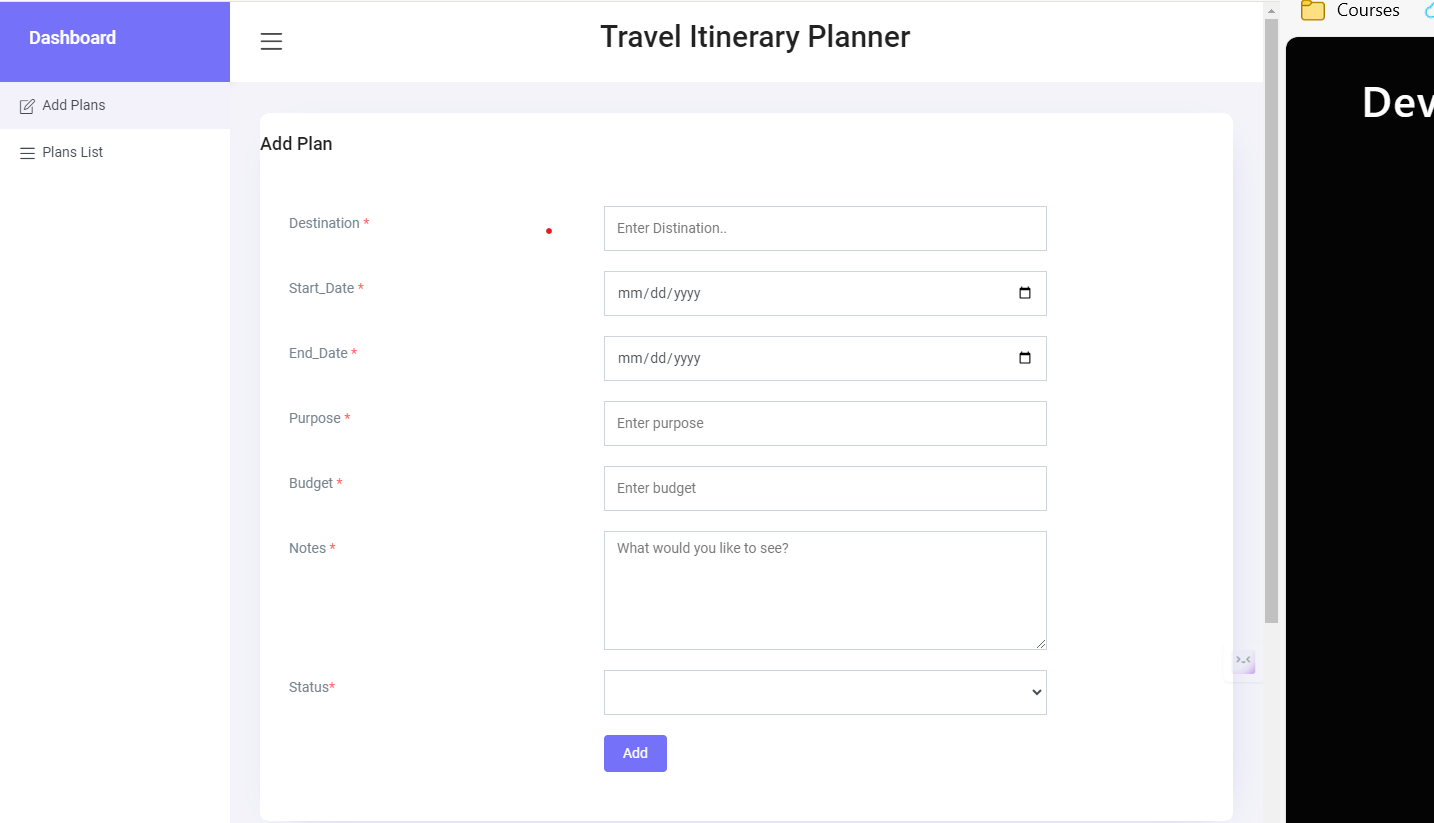 Dashboard
Travel Itinerary Planner
Courses
Dev
Add Plans
Plans List
Add Plan
Destination *
Enter Distination..
Start_Date *
mm/dd/yyyy
End_Date *
mm/dd/yyyy
Purpose *
Enter purpose
Budget *
Enter budget
Notes *
What would you like to see?
Status*
Add